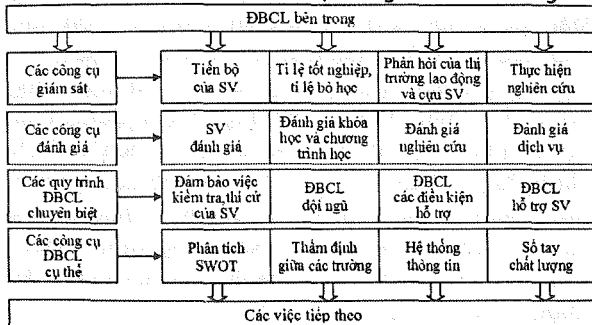 ĐBCL bên trong
Các công cụ
giám sát
Tiến bộ
của SV
Tỉ lệ tốt nghiệp,
tỉ lệ bỏ học
Phản hồi của thị
trường lao động
và cựu SV
Thực hiện
nghiên cứu
Các công cụ
đánh giá
SV
đánh giá
Đánh giá khóa
học và chương
trình học
Đánh giá
nghiên cứu
Đánh giá
dịch vụ
Các quy trình
ĐBCL
chuyên biệt
Đảm bảo việc
kiểm tra,thi cử
của SV
ĐBCL
đội ngũ
ĐBCL
các điều kiện
hỗ trợ
ĐBCL
hỗ trợ SV
Các công cụ
ĐBCL
cụ thể
Phân tích
SWOT
Thẩm định
giữa các trường
Hệ thống
thông tin
Sổ tay
chất lượng
Các việc tiếp theo